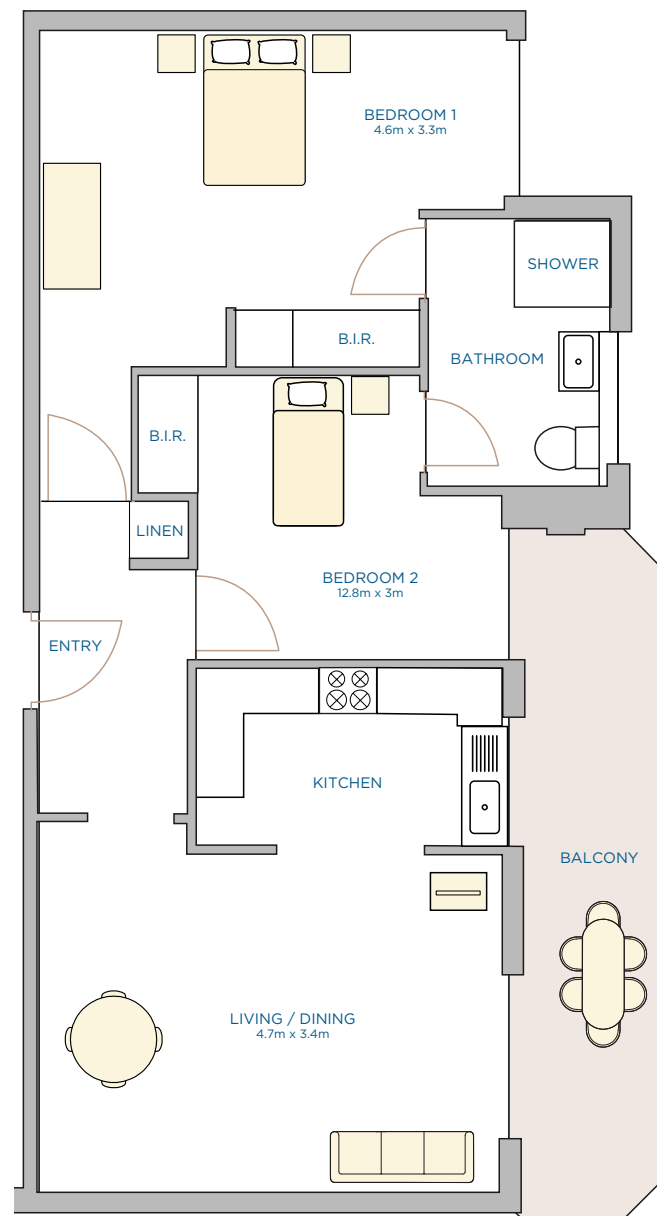 BEDROOM 1
4.6m x 3.3m
SHOWER
B.I.R.
BATHROOM
B.I.R.
LINEN
BEDROOM 2
12.8m x 3m
ENTRY
KITCHEN
BALCONY
LIVING / DINING
4.7m x 3.4m